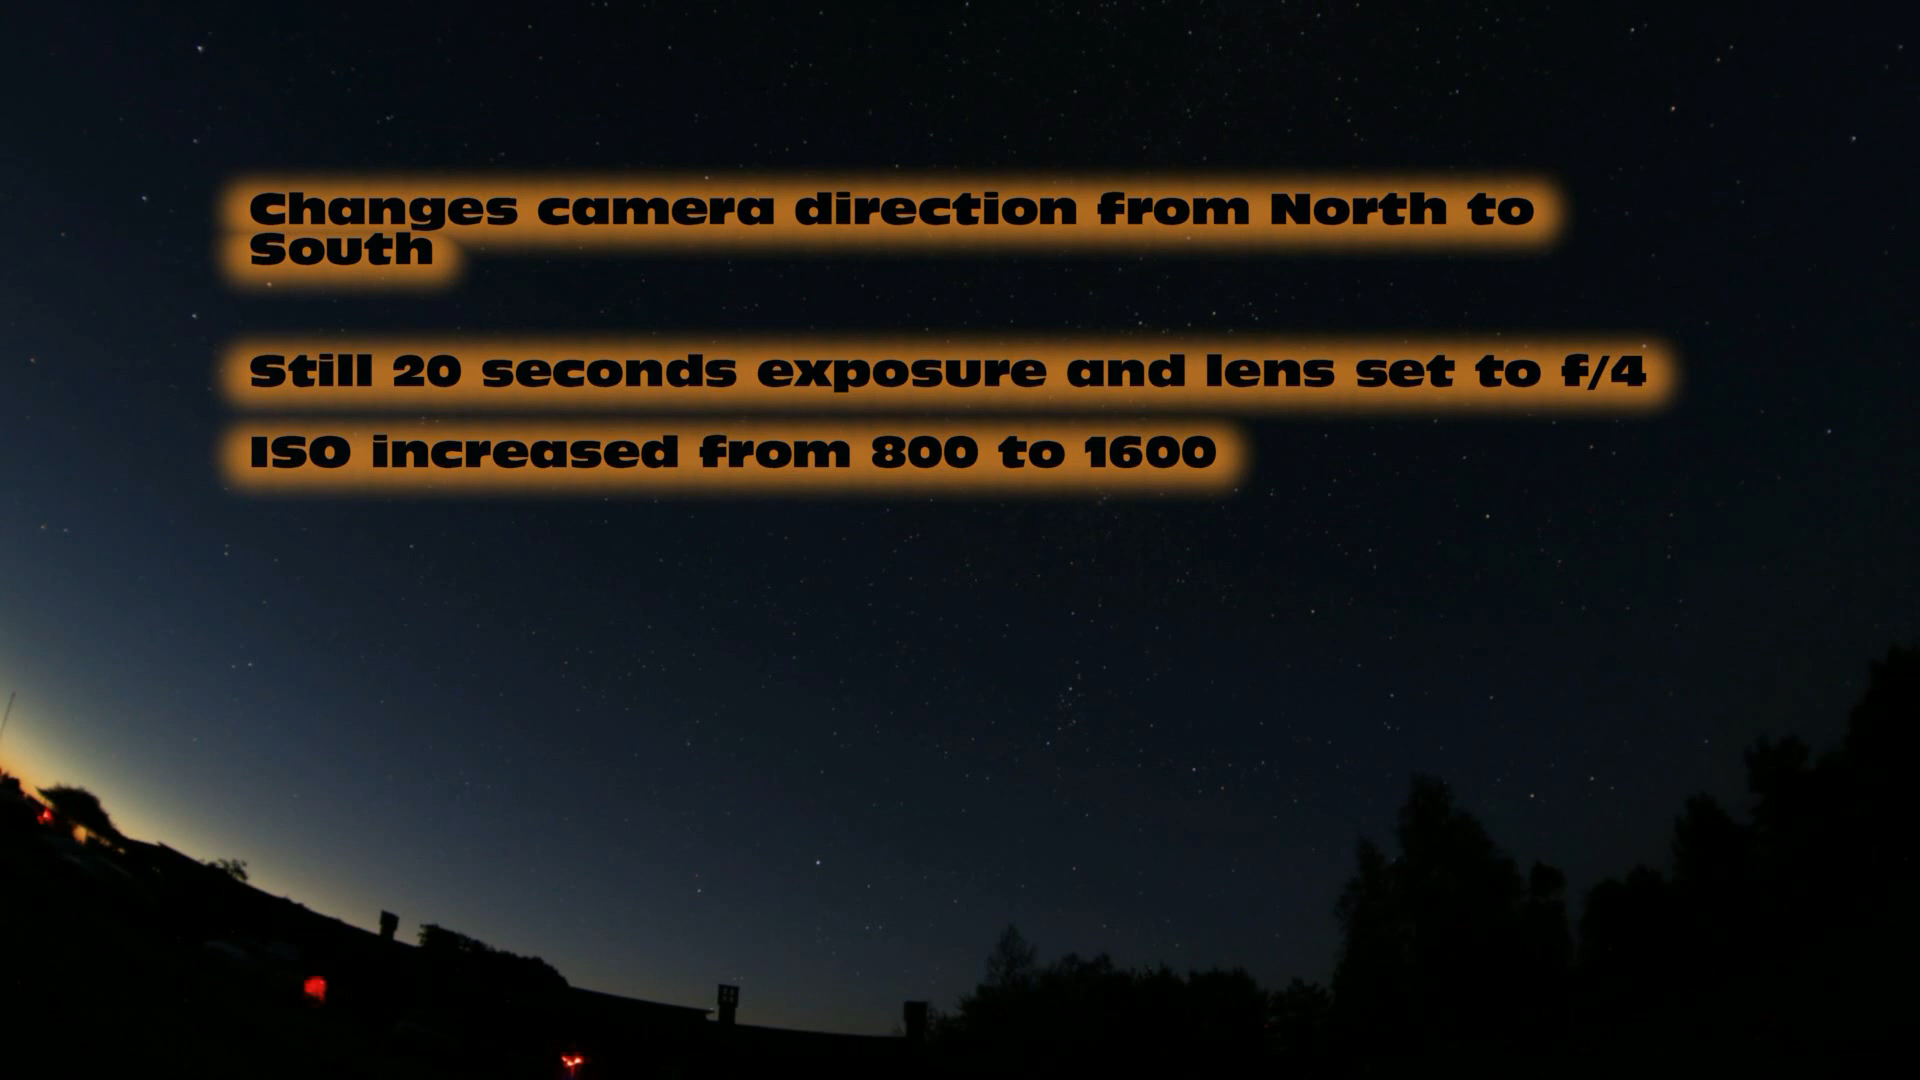 Changes camera direction from North to
South
Still 20 seconds exposure and lens set to f/4
ISO increased from 800 to 1600